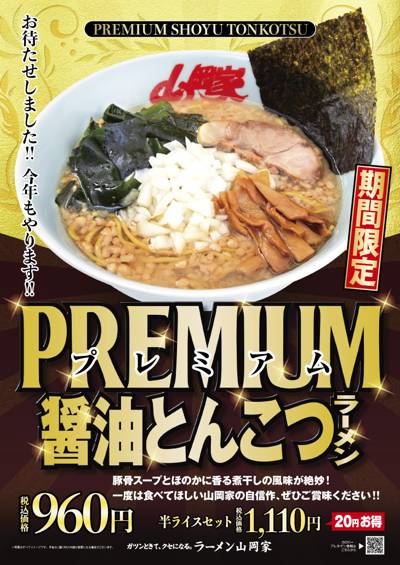 PREMIUM SHOYU TONKOTSU
お待たせしました!! 今年もやります!!
山岡家
期間限定
PREMIUM
プレミアム
醤油とんこつラーメン
豚骨スープとほのかに香る煮干しの風味が絶妙!
一度は食べてほしい山岡家の自信作、ぜひご賞味ください!!
税込価格 960円
半ライスセット 税込価格 1,110円 20円お得
ガツンときて、クセになる。ラーメン山岡家